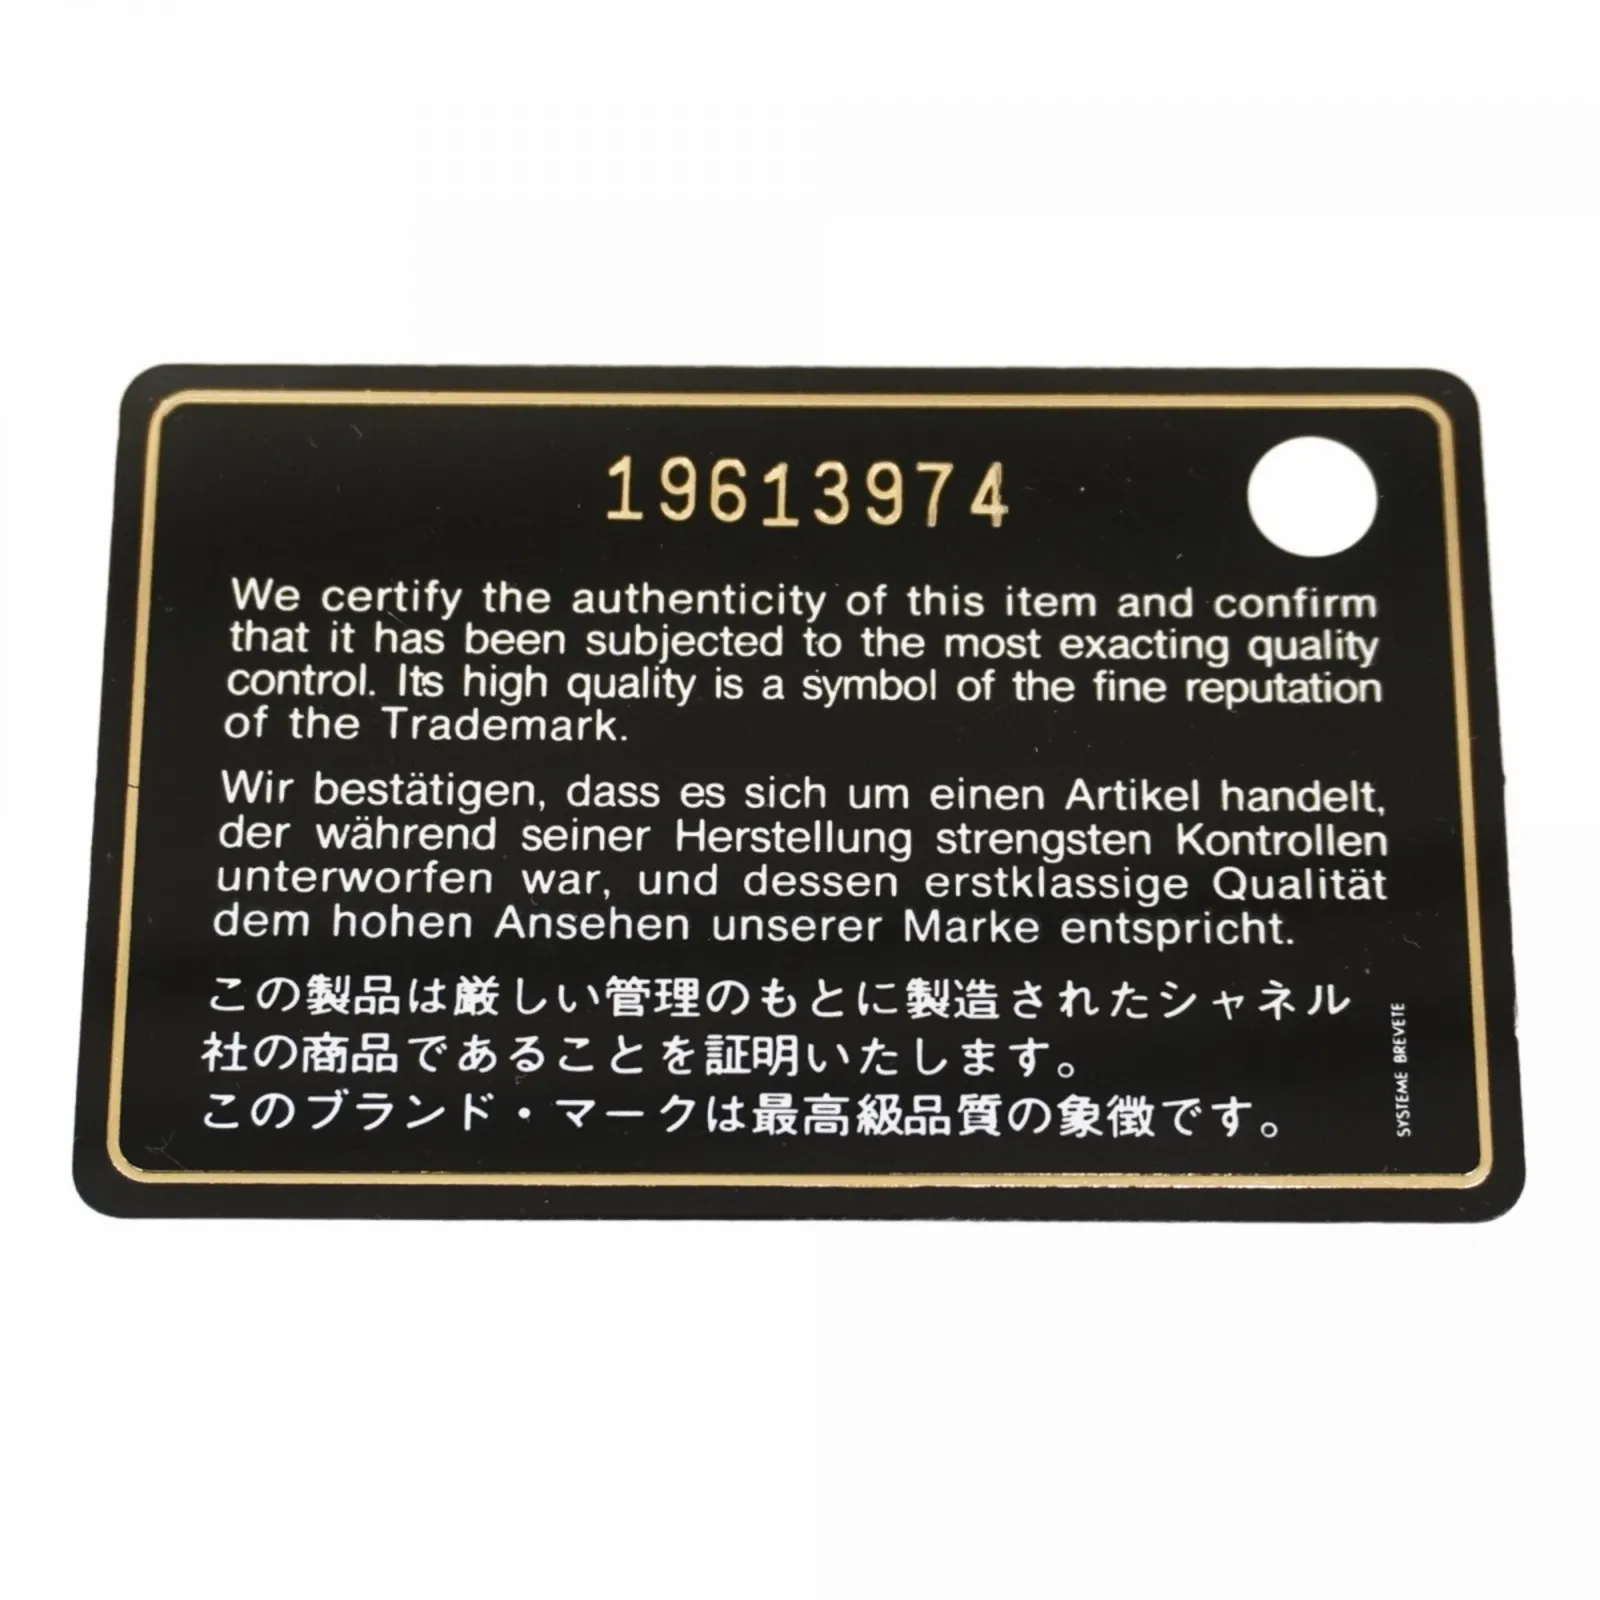 19613974
We certify the authenticity of this item and confirm
that it has been subjected to the most exacting quality
control. Its high quality is a symbol of the fine reputation
of the Trademark.
Wir bestätigen, dass es sich um einen Artikel handelt,
der während seiner Herstellung strengsten Kontrollen
unterworfen war, und dessen erstklassige Qualität
dem hohen Ansehen unserer Marke entspricht.
この製品は厳しい管理のもとに製造されたシャネル
社の商品であることを証明いたします。
このブランド・マークは最高級品質の象徴です。
SYSTEME BREVETE